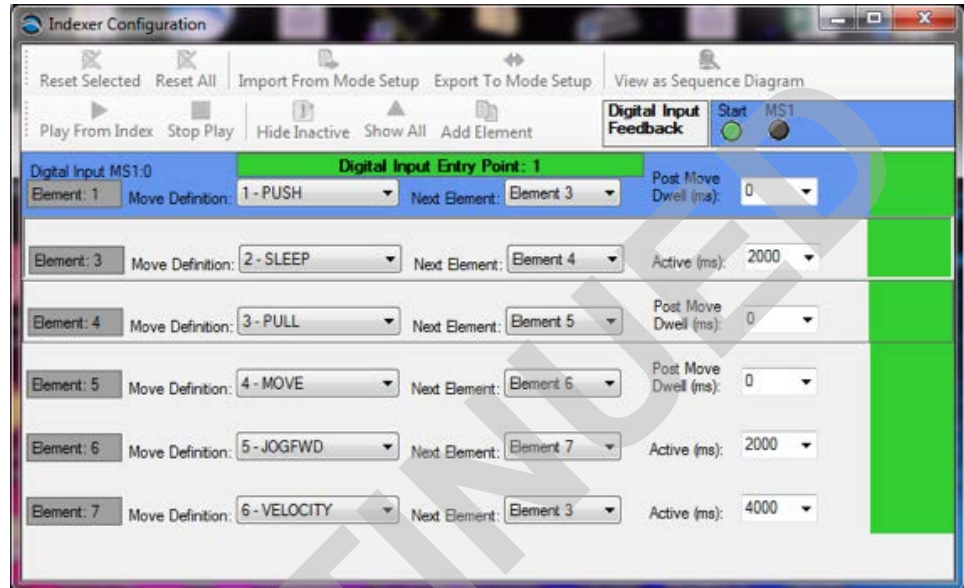 Indexer Configuration
Reset Selected Reset All Import From Mode Setup Export To Mode Setup View as Sequence Diagram
Play From Index Stop Play Hide Inactive Show All Add Element Digital Input Feedback Start MS1
Digital Input MS1:0 Digital Input Entry Point: 1
Element: 1 Move Definition: 1 - PUSH Next Element: Element 3 Post Move Dwell (ms): 0
Element: 3 Move Definition: 2 - SLEEP Next Element: Element 4 Active (ms): 2000
Element: 4 Move Definition: 3 - PULL Next Element: Element 5 Post Move Dwell (ms): 0
Element: 5 Move Definition: 4 - MOVE Next Element: Element 6 Post Move Dwell (ms): 0
Element: 6 Move Definition: 5 - JOGFWD Next Element: Element 7 Active (ms): 2000
Element: 7 Move Definition: 6 - VELOCITY Next Element: Element 3 Active (ms): 4000
TINUED